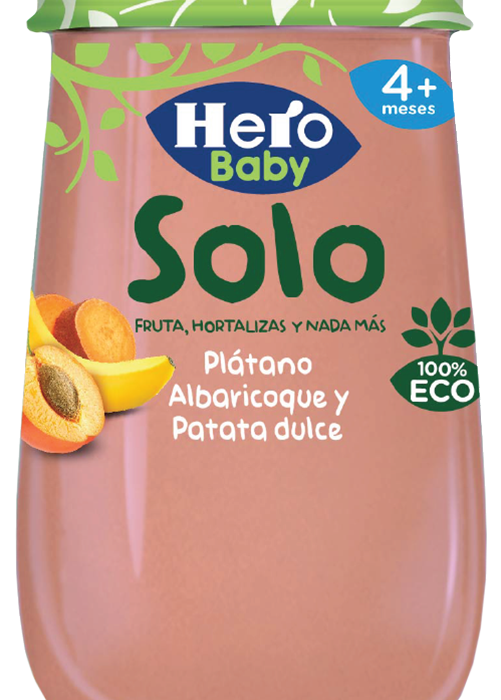 4+
meses
Hero
Baby
Solo
FRUTA, HORTALIZAS Y NADA MÁS
Plátano
Albaricoque y
Patata dulce
100%
ECO